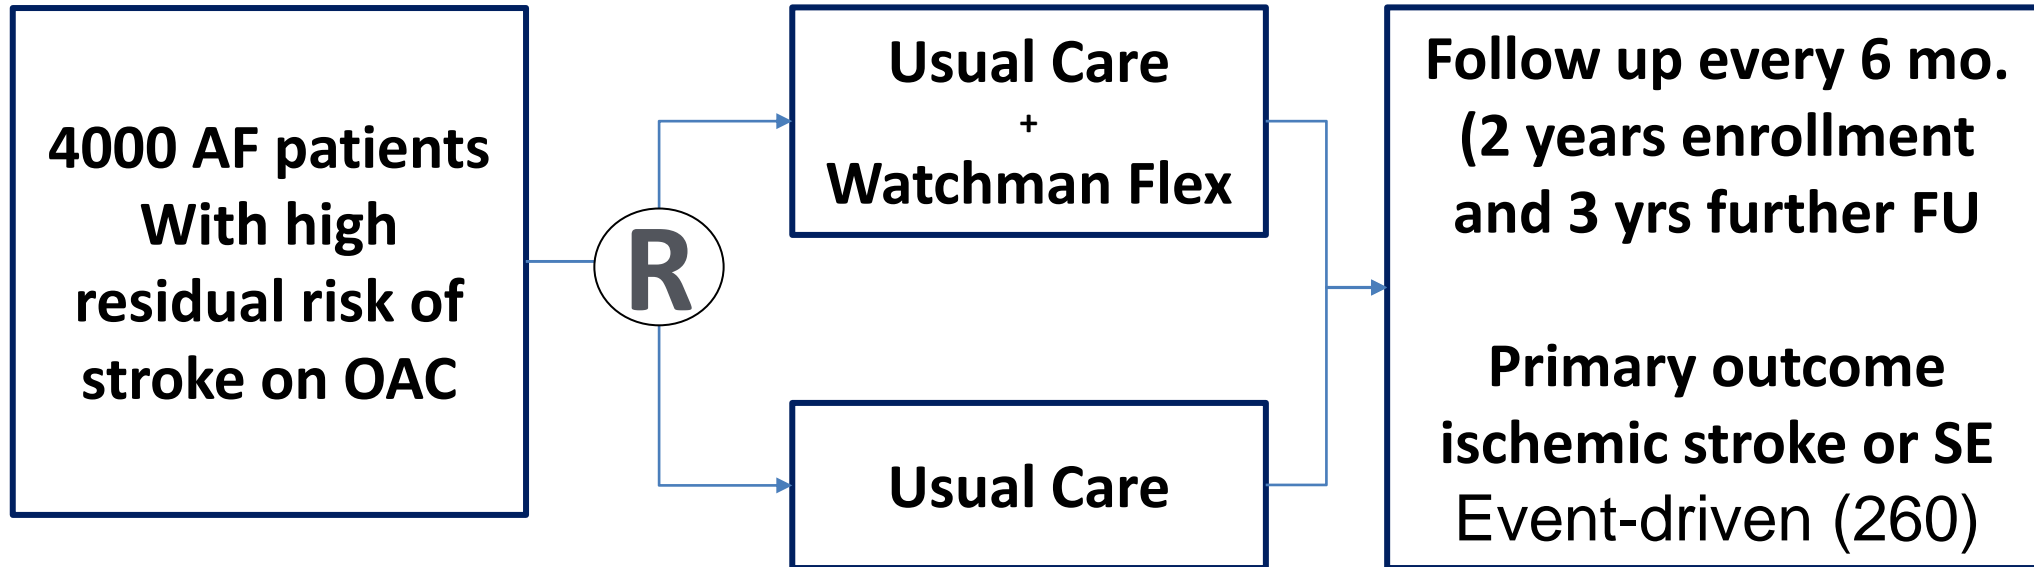 4000 AF patients
With high
residual risk of
stroke on OAC
R
Usual Care
+
Watchman Flex
Usual Care
Follow up every 6 mo.
(2 years enrollment
and 3 yrs further FU
Primary outcome
ischemic stroke or SE
Event-driven (260)